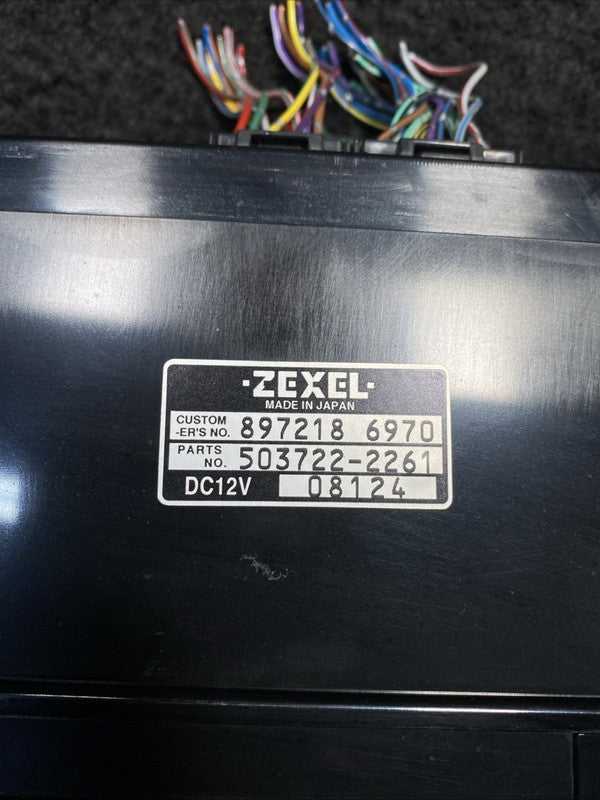 ·ZEXEL·
MADE IN JAPAN
CUSTOM
-ER'S NO. 897218 6970
PARTS
NO. 503722-2261
DC12V 08124